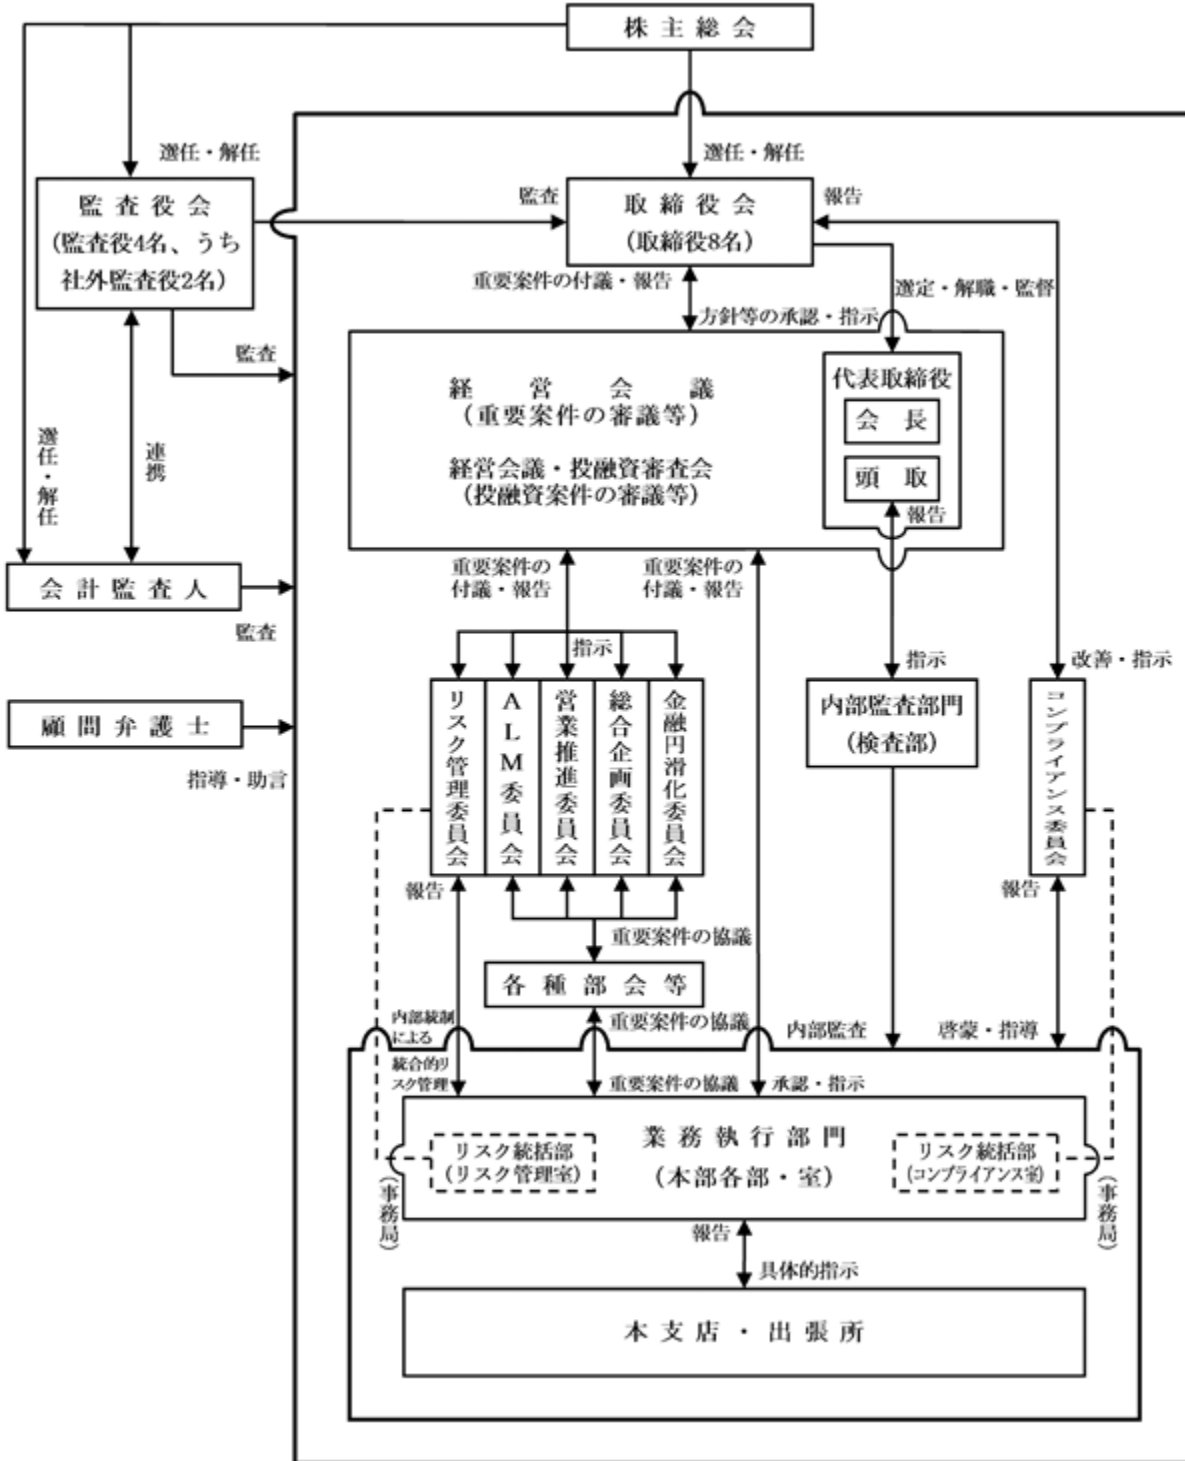 株主総会
選任・解任
選任・解任
監査役会
(監査役4名、うち
社外監査役2名)
監査
取締役会
(取締役8名)
報告
重要案件の付議・報告
選定・解職・監督
方針等の承認・指示
監査
経営会議
(重要案件の審議等)
経営会議・投融資審査会
(投融資案件の審議等)
代表取締役
会長
頭取
報告
選任・解任
連携
会計監査人
監査
重要案件の
付議・報告
重要案件の
付議・報告
指示
指示
改善・指示
顧問弁護士
指導・助言
リスク管理委員会
ALM委員会
営業推進委員会
総合企画委員会
金融円滑化委員会
内部監査部門
(検査部)
コンプライアンス委員会
報告
報告
重要案件の協議
各種部会等
内部統制
による
統合的リ
スク管理
重要案件の協議
内部監査
啓蒙・指導
重要案件の協議
承認・指示
業務執行部門
(本部各部・室)
リスク統括部
(リスク管理室)
リスク統括部
(コンプライアンス室)
(事務局)
(事務局)
報告
具体的指示
本支店・出張所